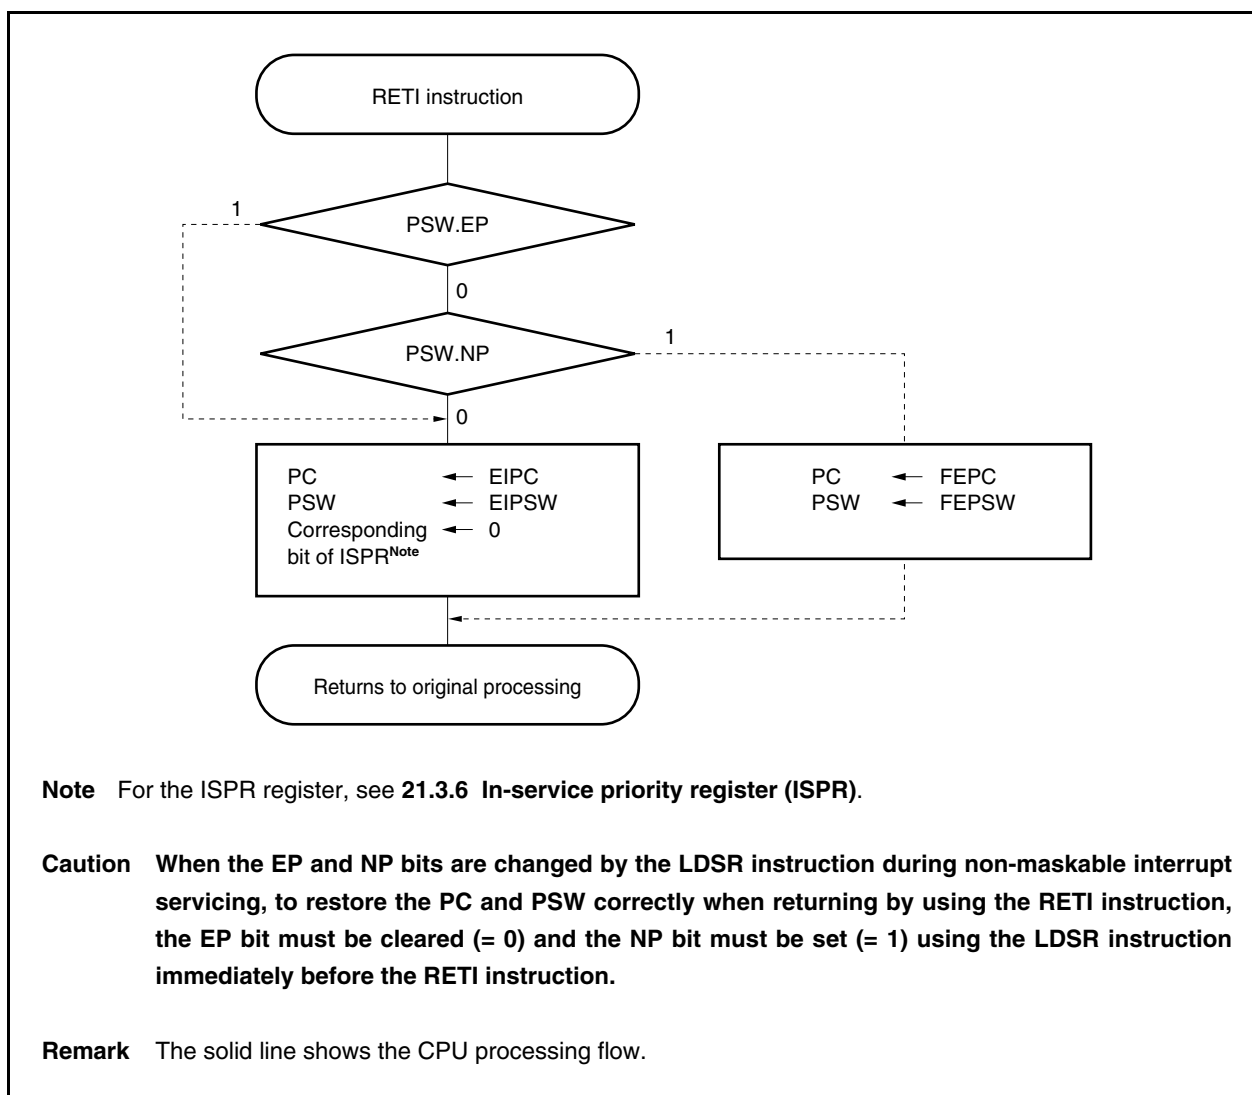 RETI instruction
1
PSW.EP
0
1
PSW.NP
0
PC ← EIPC
PSW ← EIPSW
Corresponding ← 0
bit of ISPRNote
PC ← FEPC
PSW ← FEPSW
Returns to original processing
Note For the ISPR register, see 21.3.6 In-service priority register (ISPR).
Caution When the EP and NP bits are changed by the LDSR instruction during non-maskable interrupt
servicing, to restore the PC and PSW correctly when returning by using the RETI instruction,
the EP bit must be cleared (= 0) and the NP bit must be set (= 1) using the LDSR instruction
immediately before the RETI instruction.
Remark The solid line shows the CPU processing flow.